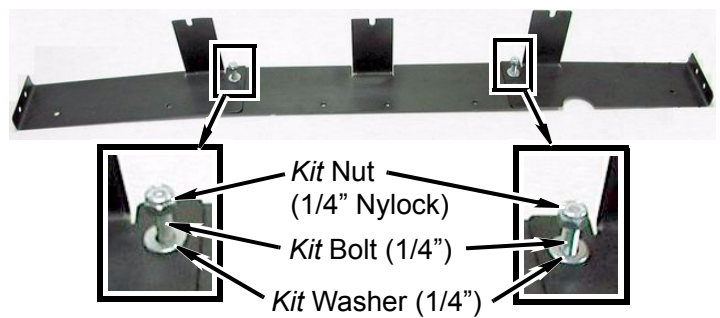 Kit Nut
(1/4” Nylock)
Kit Bolt (1/4”)
Kit Washer (1/4”)